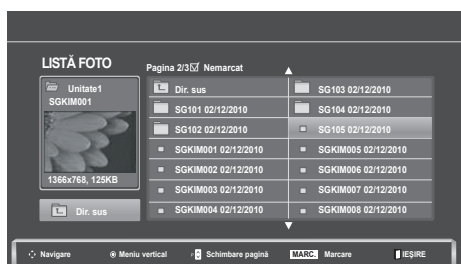 LISTĂ FOTO
Pagina 2/3 Nemarcat
Unitate1
SGKIM001
1366x768, 125KB
Dir. sus
Dir. sus
SG101 02/12/2010
SG102 02/12/2010
SGKIM001 02/12/2010
SGKIM002 02/12/2010
SGKIM003 02/12/2010
SGKIM004 02/12/2010
SG103 02/12/2010
SG104 02/12/2010
SG105 02/12/2010
SGKIM005 02/12/2010
SGKIM006 02/12/2010
SGKIM007 02/12/2010
SGKIM008 02/12/2010
Navigare Meniu vertical P Schimbare pagină MARC. Marcare IEŞIRE